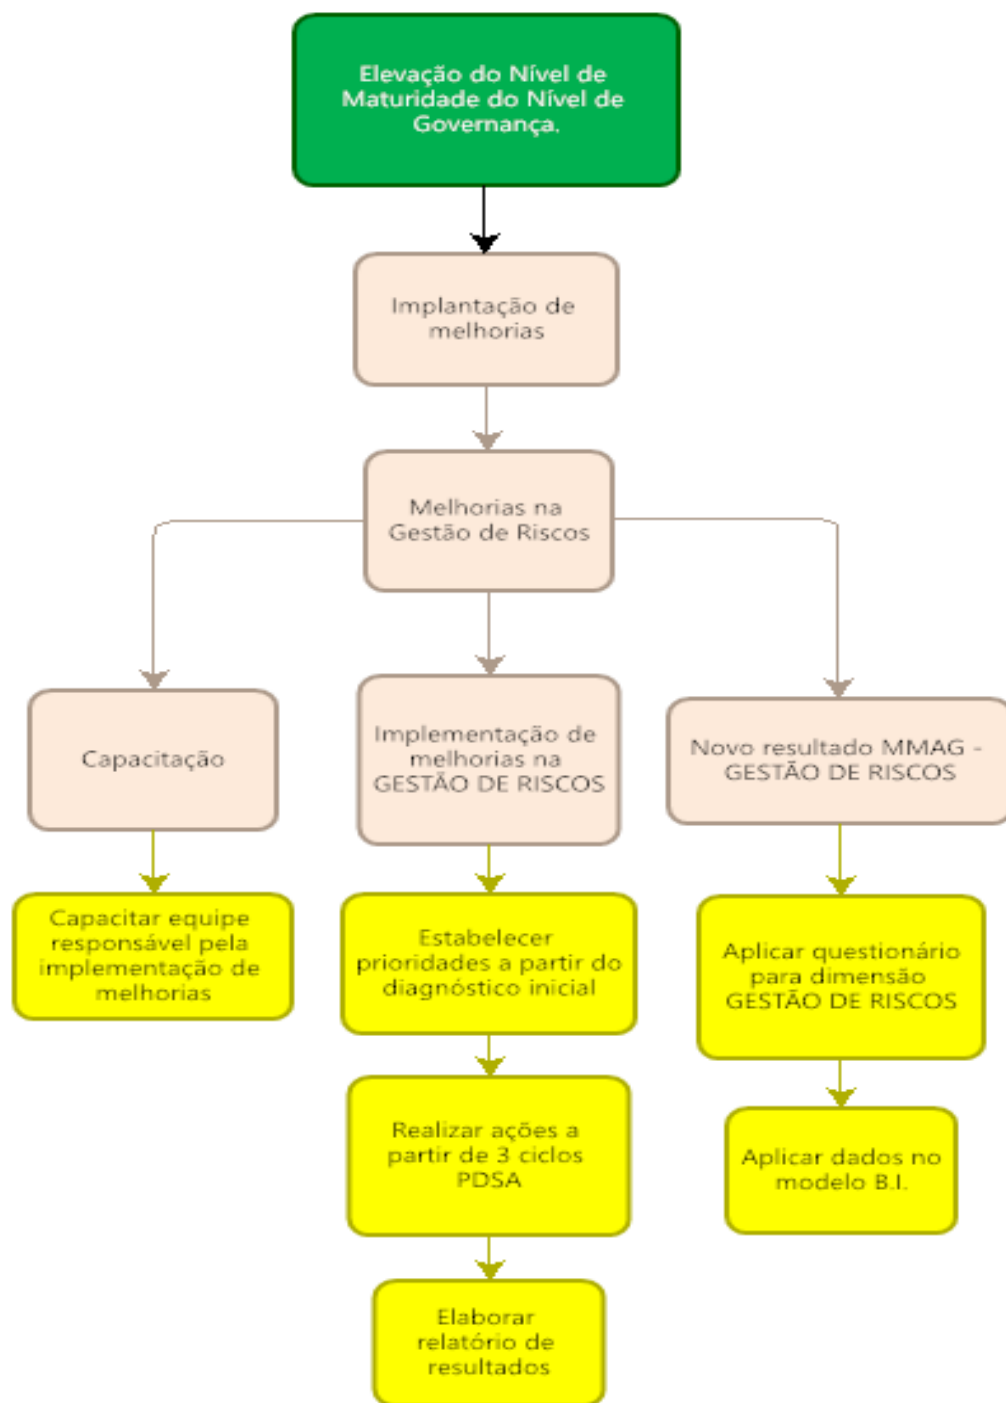 Elevação do Nível de
Maturidade do Nível de
Governança.
Implantação de
melhorias
Melhorias na
Gestão de Riscos
Capacitação
Implementação de
melhorias na
GESTÃO DE RISCOS
Novo resultado MMAG -
GESTÃO DE RISCOS
Capacitar equipe
responsável pela
implementação de
melhorias
Estabelecer
prioridades a partir do
diagnóstico inicial
Aplicar questionário
para dimensão
GESTÃO DE RISCOS
Realizar ações a
partir de 3 ciclos
PDSA
Aplicar dados no
modelo B.I.
Elaborar
relatório de
resultados